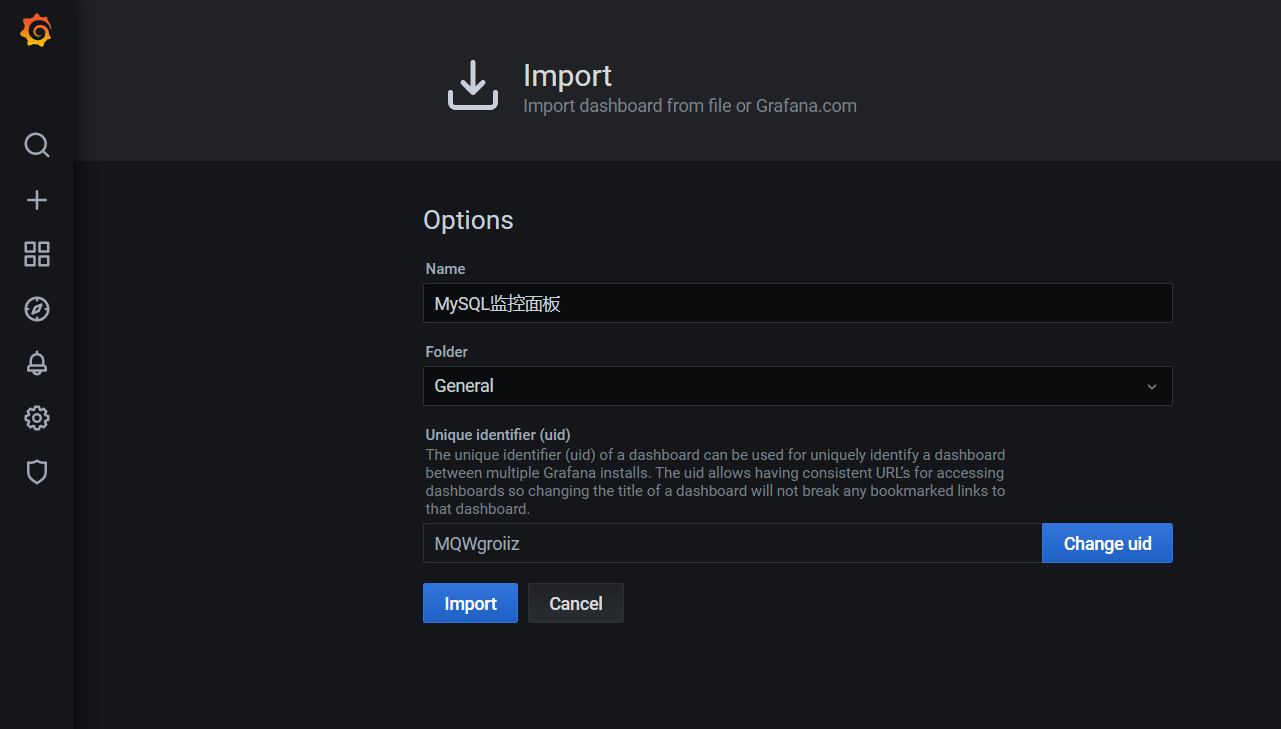 Import
Import dashboard from file or Grafana.com
Options
Name
MySQL监控面板
Folder
General
Unique identifier (uid)
The unique identifier (uid) of a dashboard can be used for uniquely identify a dashboard
between multiple Grafana installs. The uid allows having consistent URL's for accessing
dashboards so changing the title of a dashboard will not break any bookmarked links to
that dashboard.
MQWgroiiz
Change uid
Import
Cancel